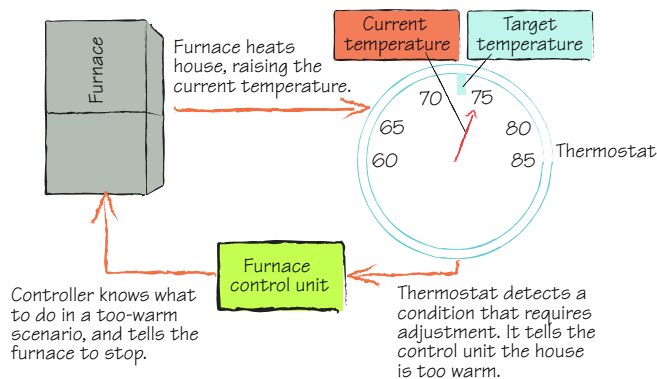 Furnace
Furnace heats
house, raising the
current temperature.
Current
temperature
Target
temperature
60
65
70
75
80
85
Thermostat
Furnace
control unit
Controller knows what
to do in a too-warm
scenario, and tells the
furnace to stop.
Thermostat detects a
condition that requires
adjustment. It tells the
control unit the house
is too warm.